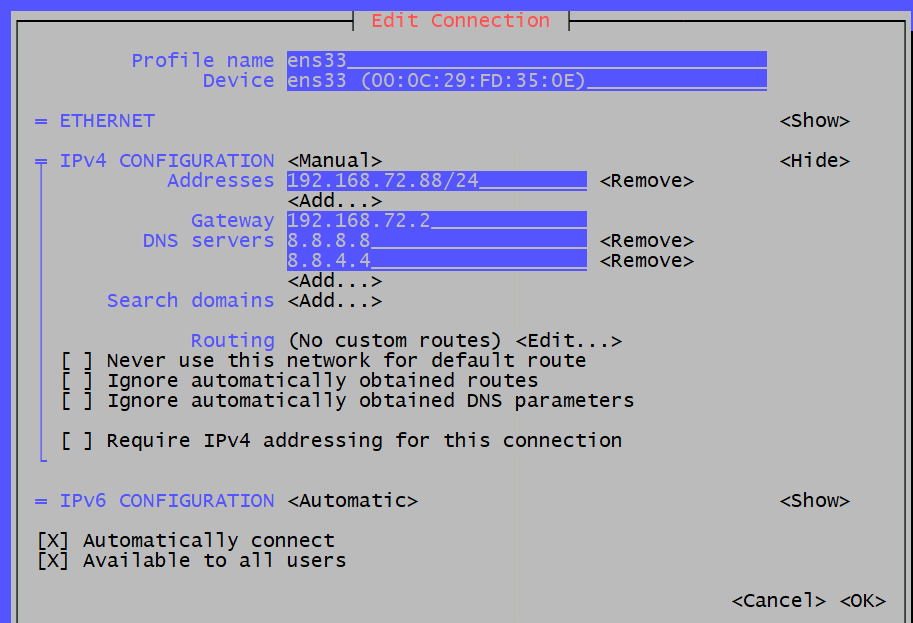 Edit Connection
Profile name ens33
Device ens33 (00:0C:29:FD:35:0E)
= ETHERNET <Show>
= IPv4 CONFIGURATION <Manual> <Hide>
Addresses 192.168.72.88/24 <Remove>
<Add...>
Gateway 192.168.72.2
DNS servers 8.8.8.8 <Remove>
8.8.4.4 <Remove>
<Add...>
Search domains <Add...>
Routing (No custom routes) <Edit...>
[ ] Never use this network for default route
[ ] Ignore automatically obtained routes
[ ] Ignore automatically obtained DNS parameters
[ ] Require IPv4 addressing for this connection
= IPv6 CONFIGURATION <Automatic> <Show>
[X] Automatically connect
[X] Available to all users
<Cancel> <OK>